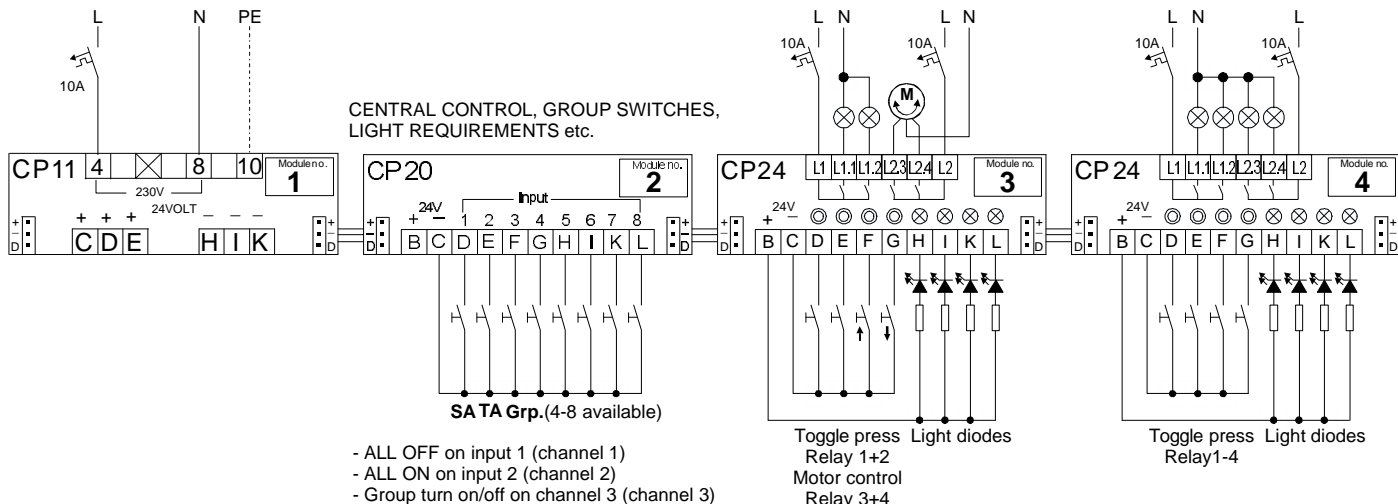 L N PE
10A
CP11 4 8 10 Module no. 1
230V
24VOLT
+ + + − − −
+ − D C D E H I K + − D
CENTRAL CONTROL, GROUP SWITCHES,
LIGHT REQUIREMENTS etc.
CP20 Module no. 2
Input
24V
+ − 1 2 3 4 5 6 7 8
+ − D B C D E F G H I K L + − D
SA TA Grp.(4-8 available)
- ALL OFF on input 1 (channel 1)
- ALL ON on input 2 (channel 2)
- Group turn on/off on channel 3 (channel 3)
L N L N
10A 10A
M
CP24 L1 L1.1 L1.2 L2.3 L2.4 L2 Module no. 3
24V
+ −
+ − D B C D E F G H I K L + − D
Toggle press Light diodes
Relay 1+2
Motor control
Relay 3+4
L N L
10A 10A
CP24 L1 L1.1 L1.2 L2.3 L2.4 L2 Module no. 4
24V
+ −
+ − D B C D E F G H I K L + − D
Toggle press Light diodes
Relay1-4